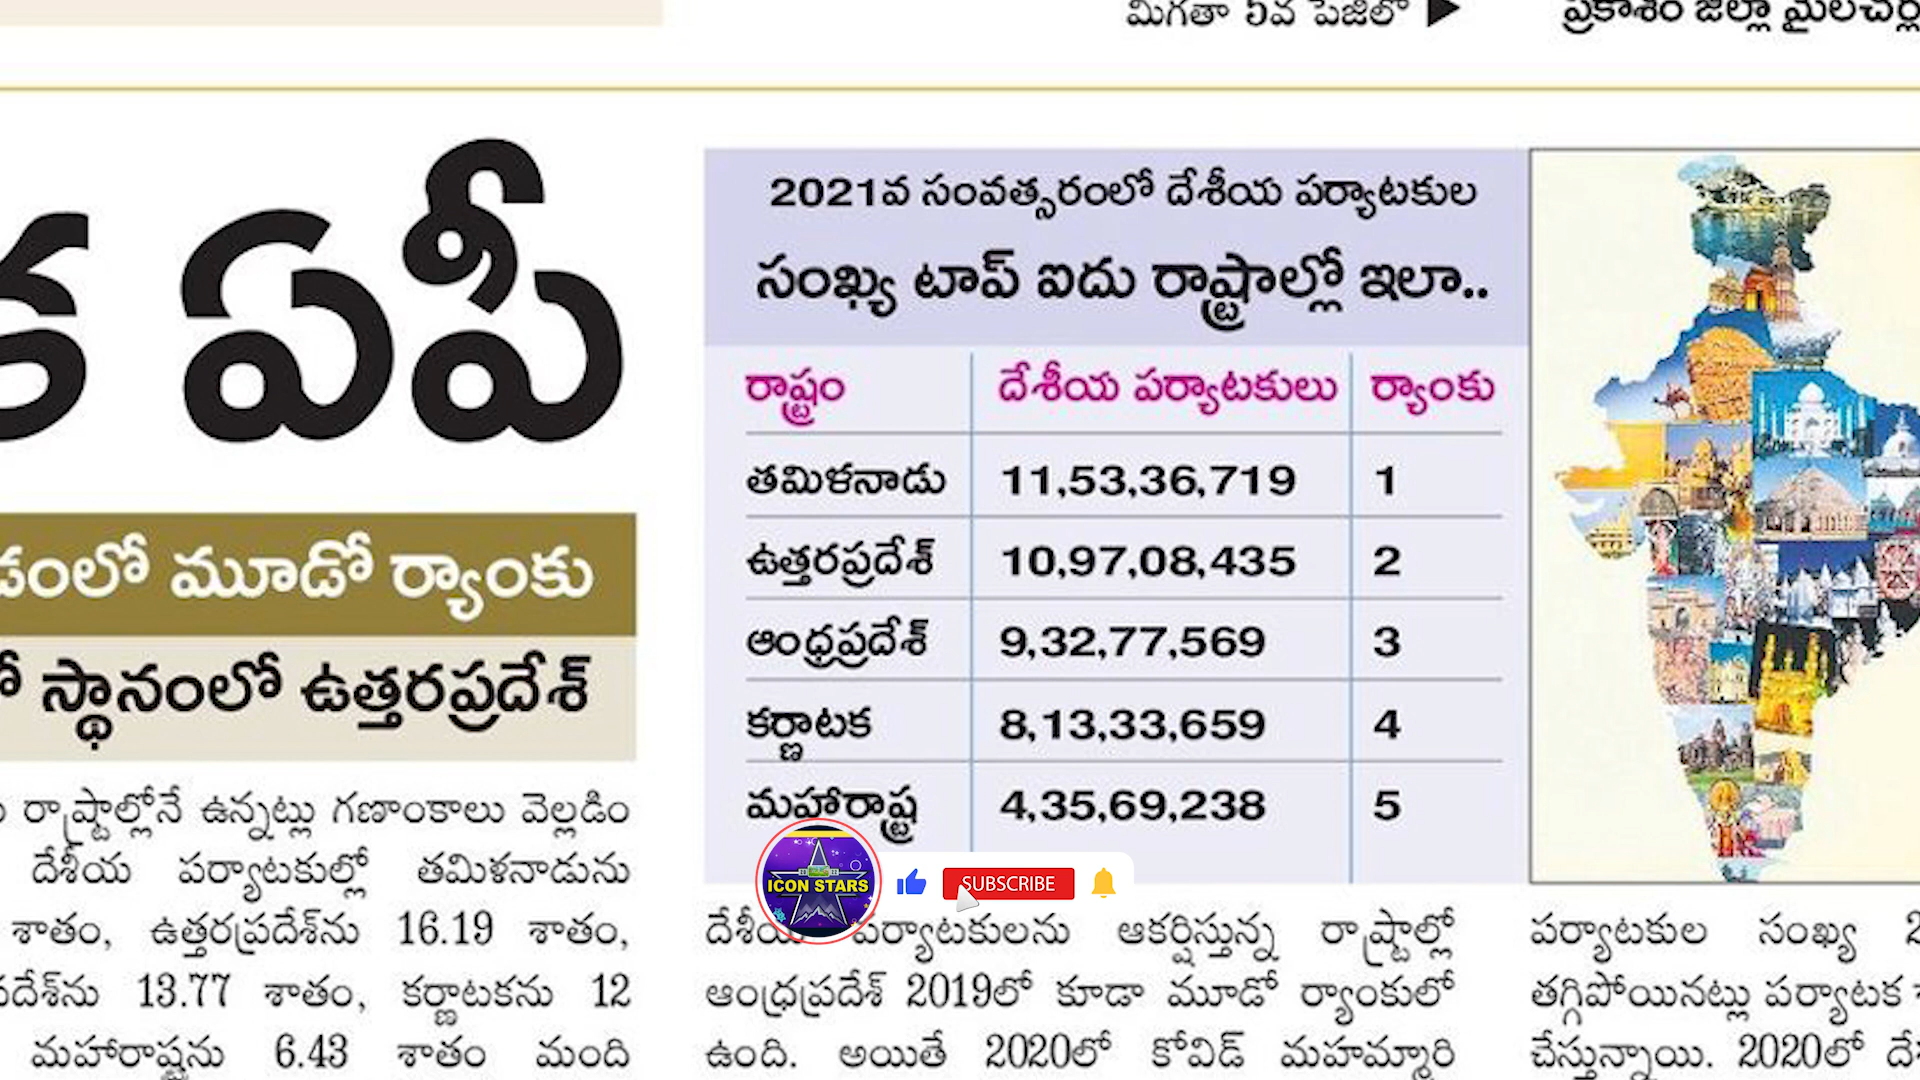 మిగతా 5వ పేజీలో
ప్రకాశం జిల్లా
ఏపీ
మూడో ర్యాంకు
స్థానంలో ఉత్తరప్రదేశ్
2021వ సంవత్సరంలో దేశీయ పర్యాటకుల
సంఖ్య టాప్ ఐదు రాష్ట్రాల్లో ఇలా..
రాష్ట్రం దేశీయ పర్యాటకులు ర్యాంకు
తమిళనాడు 11,53,36,719 1
ఉత్తరప్రదేశ్ 10,97,08,435 2
ఆంధ్రప్రదేశ్ 9,32,77,569 3
కర్ణాటక 8,13,33,659 4
మహారాష్ట్ర 4,35,69,238 5
ICON STARS
SUBSCRIBE
రాష్ట్రాల్లోనే ఉన్నట్లు గణాంకాలు వెల్లడిం
దేశీయ పర్యాటకుల్లో తమిళనాడును
శాతం, ఉత్తరప్రదేశ్‌ను 16.19 శాతం,
13.77 శాతం, కర్ణాటకను 12
మహారాష్ట్రను 6.43 శాతం మంది
దేశీయ పర్యాటకులను ఆకర్షిస్తున్న రాష్ట్రాల్లో
ఆంధ్రప్రదేశ్ 2019లో కూడా మూడో ర్యాంకులో
ఉంది. అయితే 2020లో కోవిడ్ మహమ్మారి
పర్యాటకుల సంఖ్య
తగ్గిపోయినట్లు పర్యాటక
చేస్తున్నాయి. 2020లో